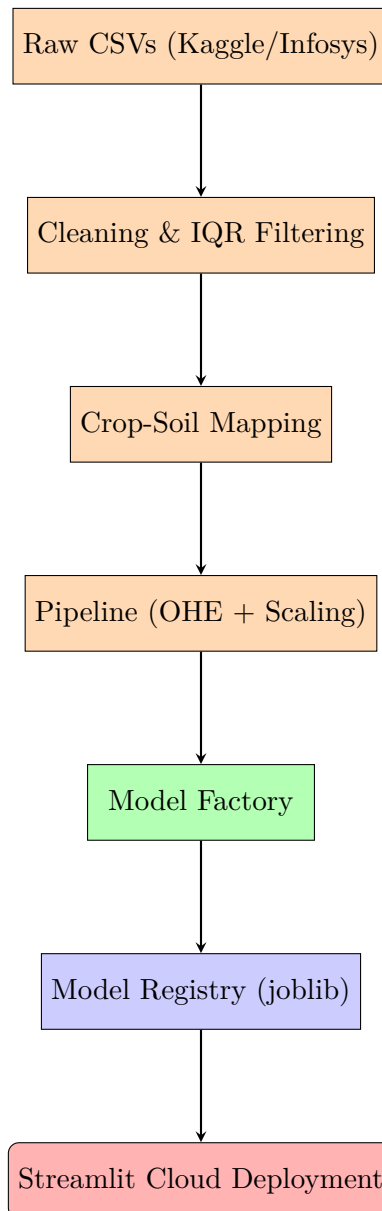 Raw CSVs (Kaggle/Infosys)
Cleaning & IQR Filtering
Crop-Soil Mapping
Pipeline (OHE + Scaling)
Model Factory
Model Registry (joblib)
Streamlit Cloud Deployment